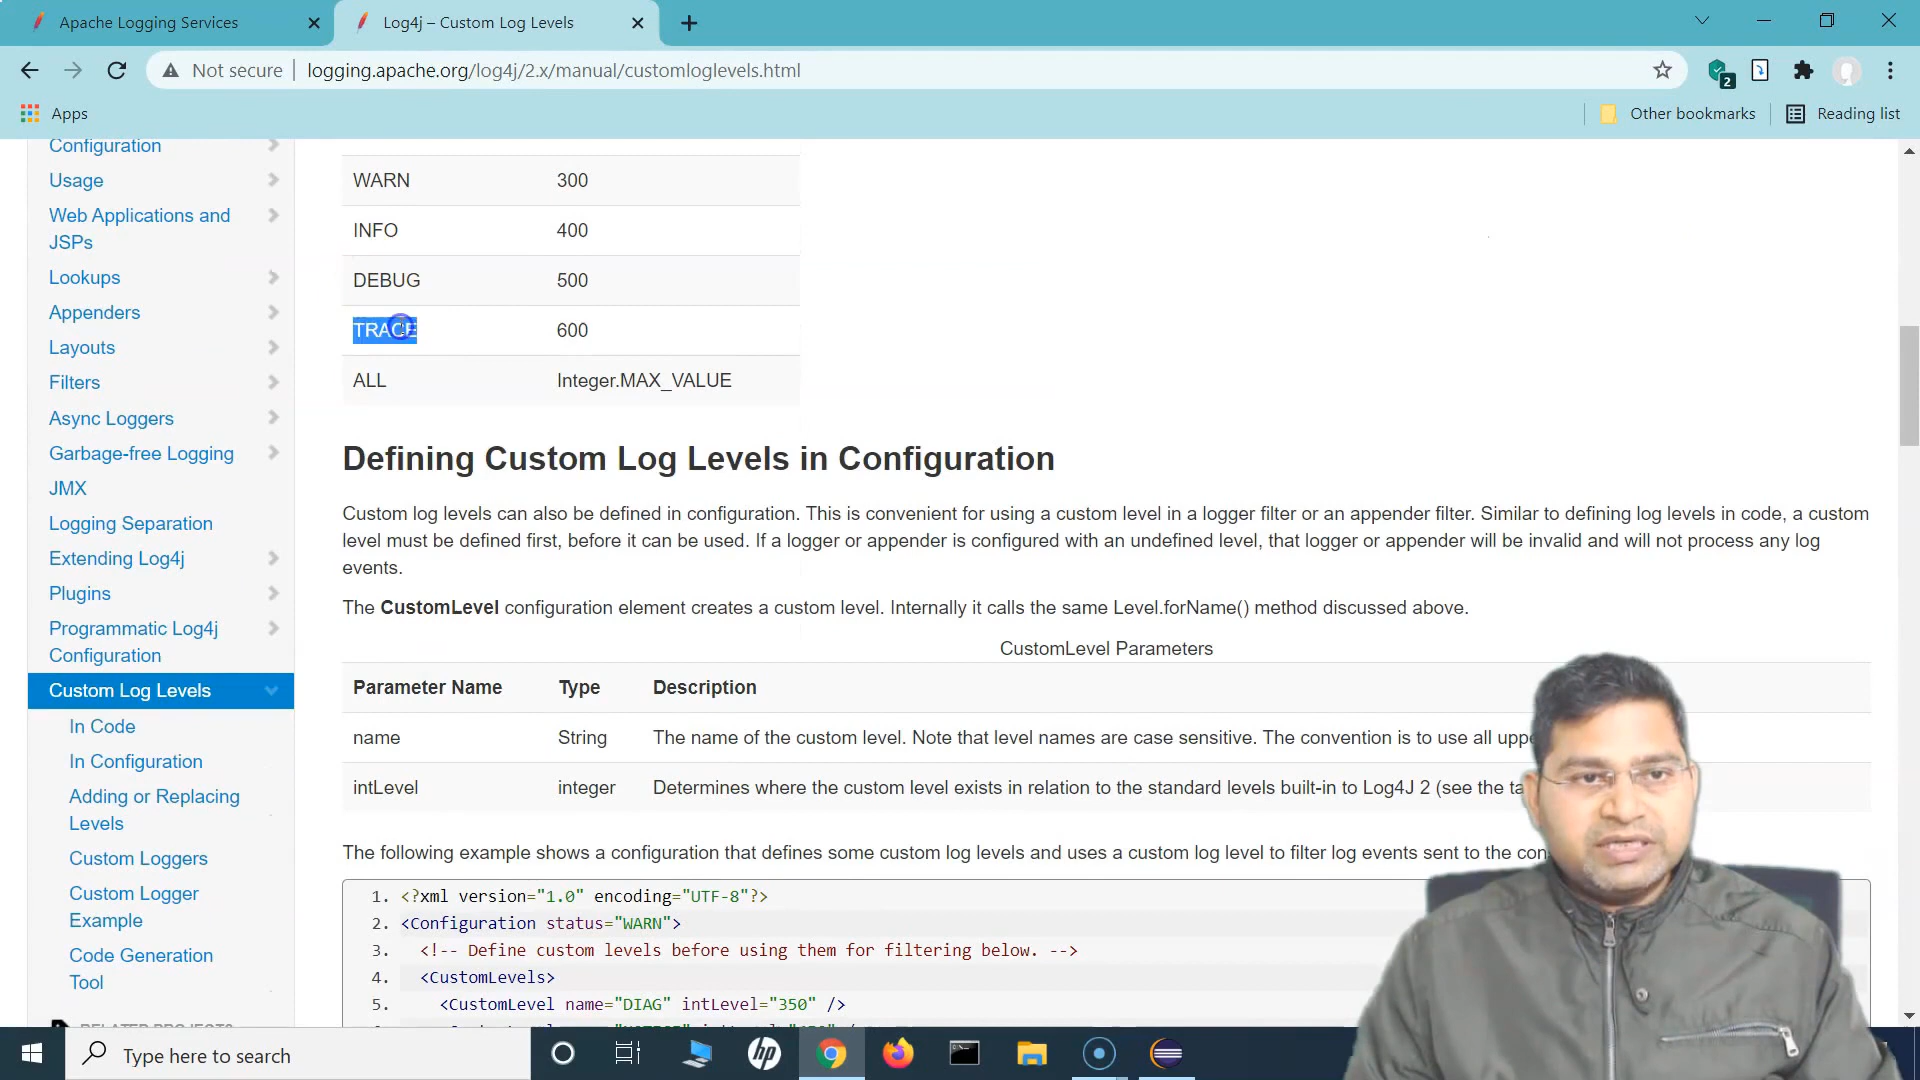 Apache Logging Services
Log4j – Custom Log Levels
Not secure
logging.apache.org/log4j/2.x/manual/customloglevels.html
2
Apps
Other bookmarks
Reading list
Configuration
Usage
Web Applications and
JSPs
Lookups
Appenders
Layouts
Filters
Async Loggers
Garbage-free Logging
JMX
Logging Separation
Extending Log4j
Plugins
Programmatic Log4j
Configuration
Custom Log Levels
In Code
In Configuration
Adding or Replacing
Levels
Custom Loggers
Custom Logger
Example
Code Generation
Tool
WARN 300
INFO 400
DEBUG 500
TRACE 600
ALL Integer.MAX_VALUE
Defining Custom Log Levels in Configuration
Custom log levels can also be defined in configuration. This is convenient for using a custom level in a logger filter or an appender filter. Similar to defining log levels in code, a custom
level must be defined first, before it can be used. If a logger or appender is configured with an undefined level, that logger or appender will be invalid and will not process any log
events.
The CustomLevel configuration element creates a custom level. Internally it calls the same Level.forName() method discussed above.
CustomLevel Parameters
Parameter Name Type Description
name String The name of the custom level. Note that level names are case sensitive. The convention is to use all
intLevel integer Determines where the custom level exists in relation to the standard levels built-in to Log4J 2 (see the
The following example shows a configuration that defines some custom log levels and uses a custom log level to filter log events sent to the
1. <?xml version="1.0" encoding="UTF-8"?>
2. <Configuration status="WARN">
3. <!-- Define custom levels before using them for filtering below. -->
4. <CustomLevels>
5. <CustomLevel name="DIAG" intLevel="350" />
Type here to search
hp